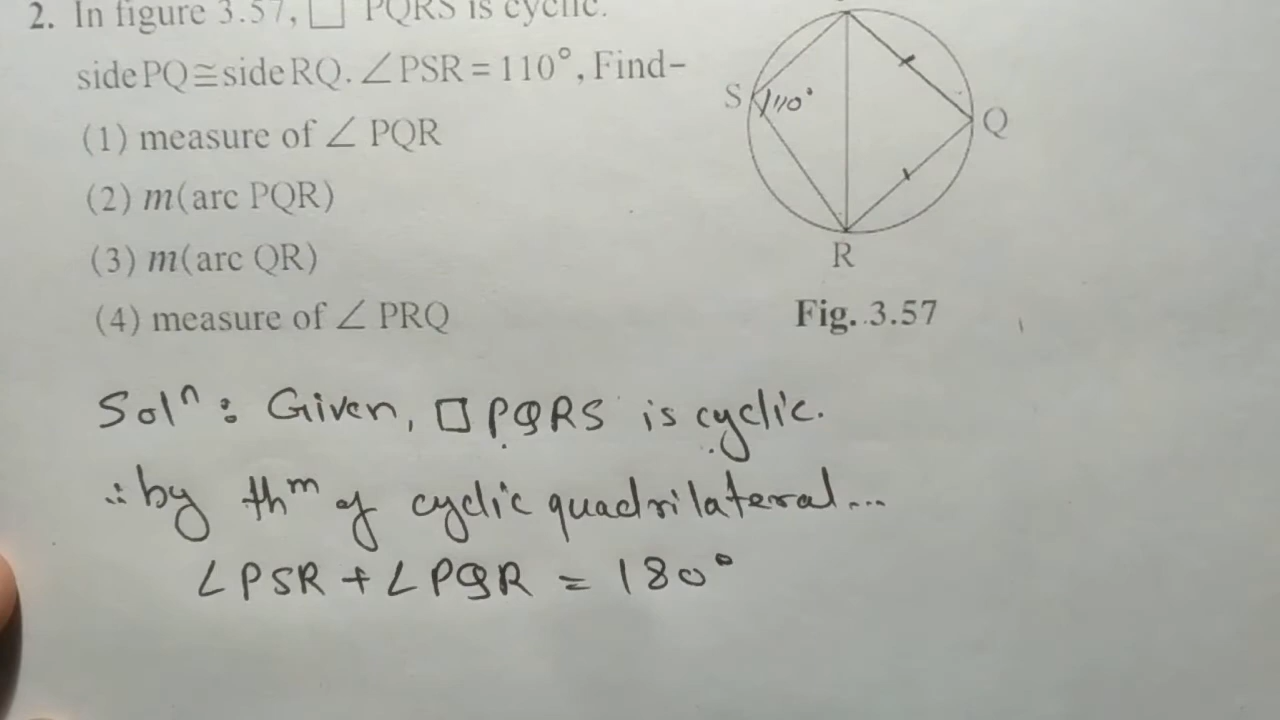 2. In figure 3.57, □ PQRS is cyclic.
side PQ ≅ side RQ. ∠PSR = 110°, Find-
(1) measure of ∠ PQR
(2) m(arc PQR)
(3) m(arc QR)
(4) measure of ∠ PRQ
S
110°
Q
R
Fig. 3.57
Solⁿ : Given, □ PQRS is cyclic.
∴ by thᵐ of cyclic quadrilateral...
∠PSR + ∠PQR = 180°